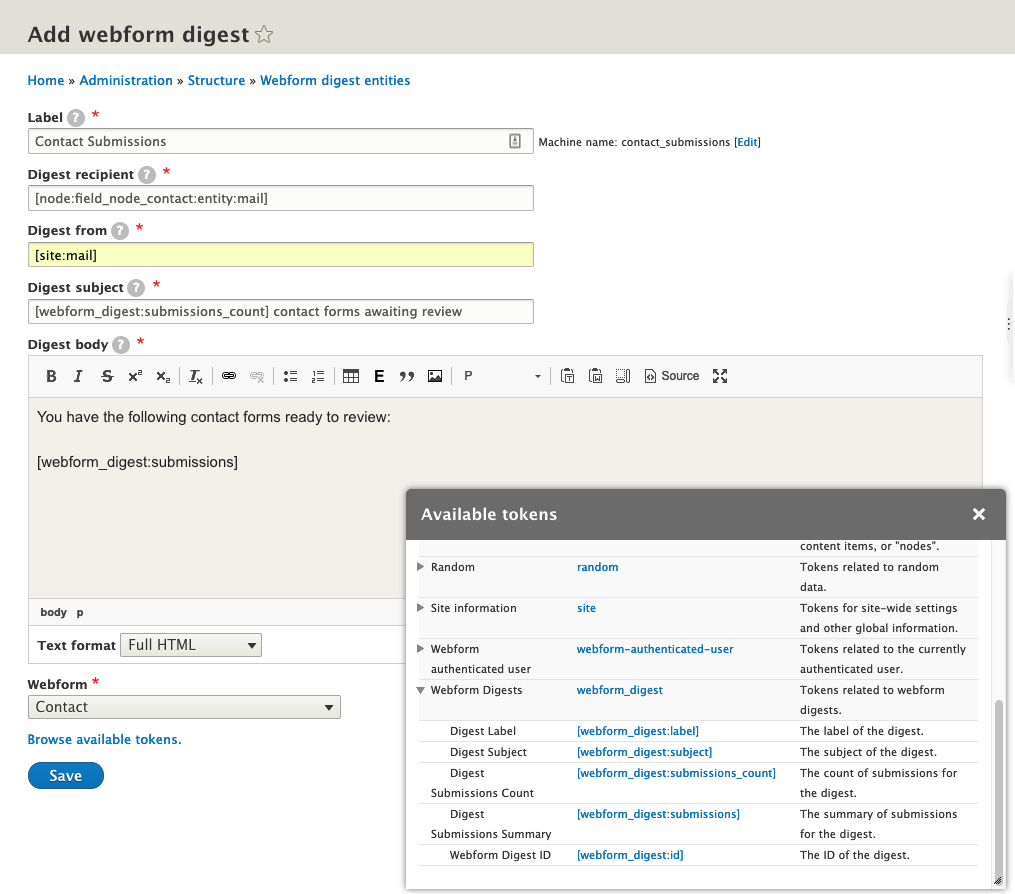 Add webform digest
Home » Administration » Structure » Webform digest entities
Label ? *
Contact Submissions
Machine name: contact_submissions [Edit]
Digest recipient ? *
[node:field_node_contact:entity:mail]
Digest from ? *
[site:mail]
Digest subject ? *
[webform_digest:submissions_count] contact forms awaiting review
Digest body ? *
B I S x² x₂ Tx E P Source
You have the following contact forms ready to review:
[webform_digest:submissions]
body p
Text format Full HTML
Webform *
Contact
Browse available tokens.
Save
Available tokens
content items, or "nodes".
Random random Tokens related to random
data.
Site information site Tokens for site-wide settings
and other global information.
Webform webform-authenticated-user Tokens related to the currently
authenticated user authenticated user.
Webform Digests webform_digest Tokens related to webform
digests.
Digest Label [webform_digest:label] The label of the digest.
Digest Subject [webform_digest:subject] The subject of the digest.
Digest [webform_digest:submissions_count] The count of submissions for
Submissions Count the digest.
Digest [webform_digest:submissions] The summary of submissions
Submissions Summary for the digest.
Webform Digest ID [webform_digest:id] The ID of the digest.